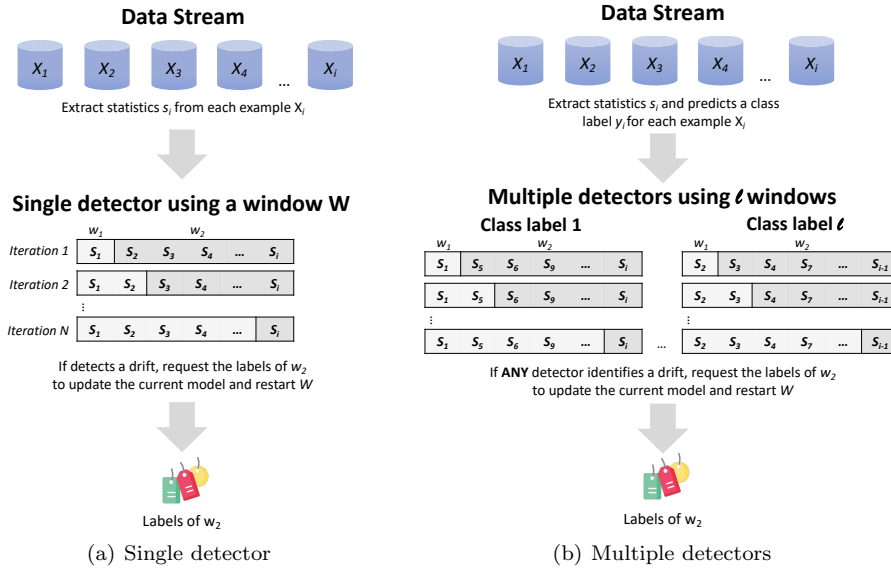 Data Stream
X1 X2 X3 X4 ... Xi
Extract statistics si from each example Xi
Single detector using a window W
w1 w2
Iteration 1 S1 S2 S3 S4 ... Si
Iteration 2 S1 S2 S3 S4 ... Si
⋮
Iteration N S1 S2 S3 S4 ... Si
If detects a drift, request the labels of w2
to update the current model and restart W
Labels of w2
(a) Single detector
Data Stream
X1 X2 X3 X4 ... Xi
Extract statistics si and predicts a class
label yi for each example Xi
Multiple detectors using ℓ windows
Class label 1
w1 w2
S1 S5 S6 S9 ... Si
S1 S5 S6 S9 ... Si
⋮
S1 S5 S6 S9 ... Si
...
Class label ℓ
w1 w2
S2 S3 S4 S7 ... Si-1
S2 S3 S4 S7 ... Si-1
⋮
S2 S3 S4 S7 ... Si-1
If ANY detector identifies a drift, request the labels of w2
to update the current model and restart W
Labels of w2
(b) Multiple detectors